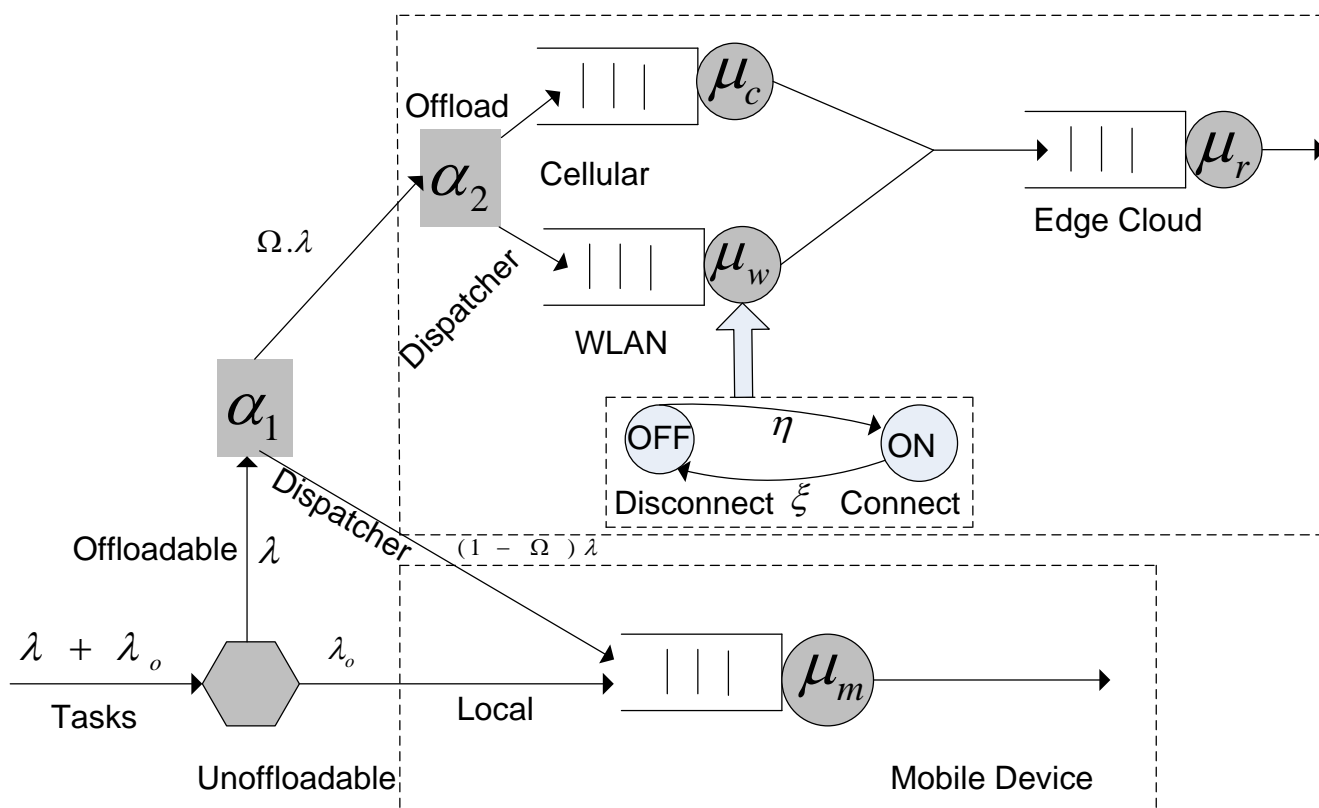 μc
Offload
α2
Cellular
μr
Edge Cloud
Ω.λ
μw
Dispatcher
WLAN
α1
OFF
η
ON
Disconnect
ξ
Connect
Dispatcher
Offloadable
λ
(1 - Ω )λ
λ + λo
λo
μm
Tasks
Local
Unoffloadable
Mobile Device